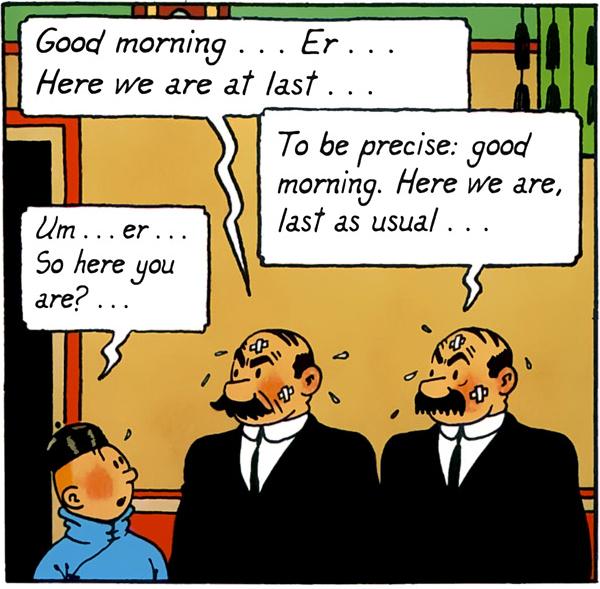 Good morning . . . Er . . .
Here we are at last . . .
To be precise: good
morning. Here we are,
last as usual . . .
Um . . . er . . .
So here you
are? . . .